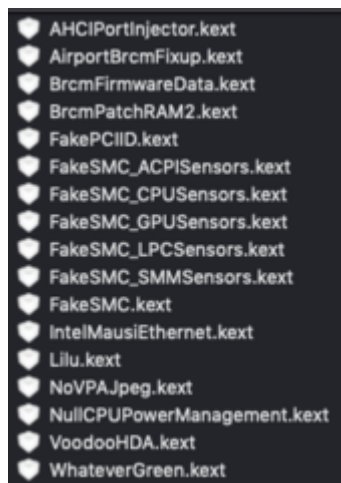 AHCIPortInjector.kext
AirportBrcmFixup.kext
BrcmFirmwareData.kext
BrcmPatchRAM2.kext
FakePCIID.kext
FakeSMC_ACPISensors.kext
FakeSMC_CPUSensors.kext
FakeSMC_GPUSensors.kext
FakeSMC_LPCSensors.kext
FakeSMC_SMMSensors.kext
FakeSMC.kext
IntelMausiEthernet.kext
Lilu.kext
NoVPAJpeg.kext
NullCPUPowerManagement.kext
VoodooHDA.kext
WhateverGreen.kext